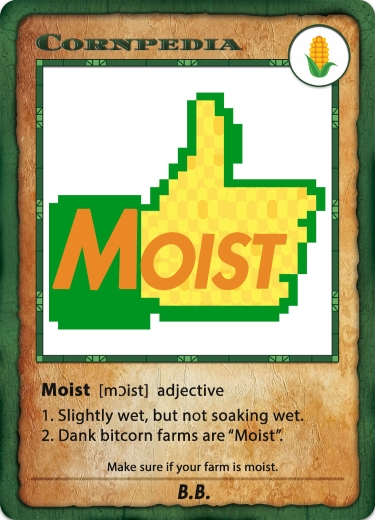 CORNPEDIA
MOIST
Moist [mɔist] adjective
1. Slightly wet, but not soaking wet.
2. Dank bitcorn farms are “Moist”.
Make sure if your farm is moist.
B.B.